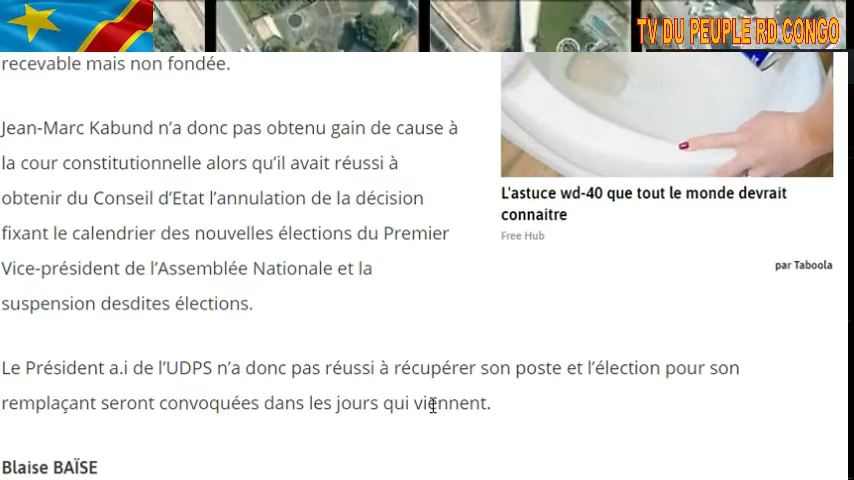 TV DU PEUPLE RD CONGO
recevable mais non fondée.
Jean-Marc Kabund n’a donc pas obtenu gain de cause à
la cour constitutionnelle alors qu’il avait réussi à
obtenir du Conseil d’Etat l’annulation de la décision
fixant le calendrier des nouvelles élections du Premier
Vice-président de l’Assemblée Nationale et la
suspension desdites élections.
L'astuce wd-40 que tout le monde devrait
connaitre
Free Hub
par Taboola
Le Président a.i de l’UDPS n’a donc pas réussi à récupérer son poste et l’élection pour son
remplaçant seront convoquées dans les jours qui viennent.
Blaise BAÏSE